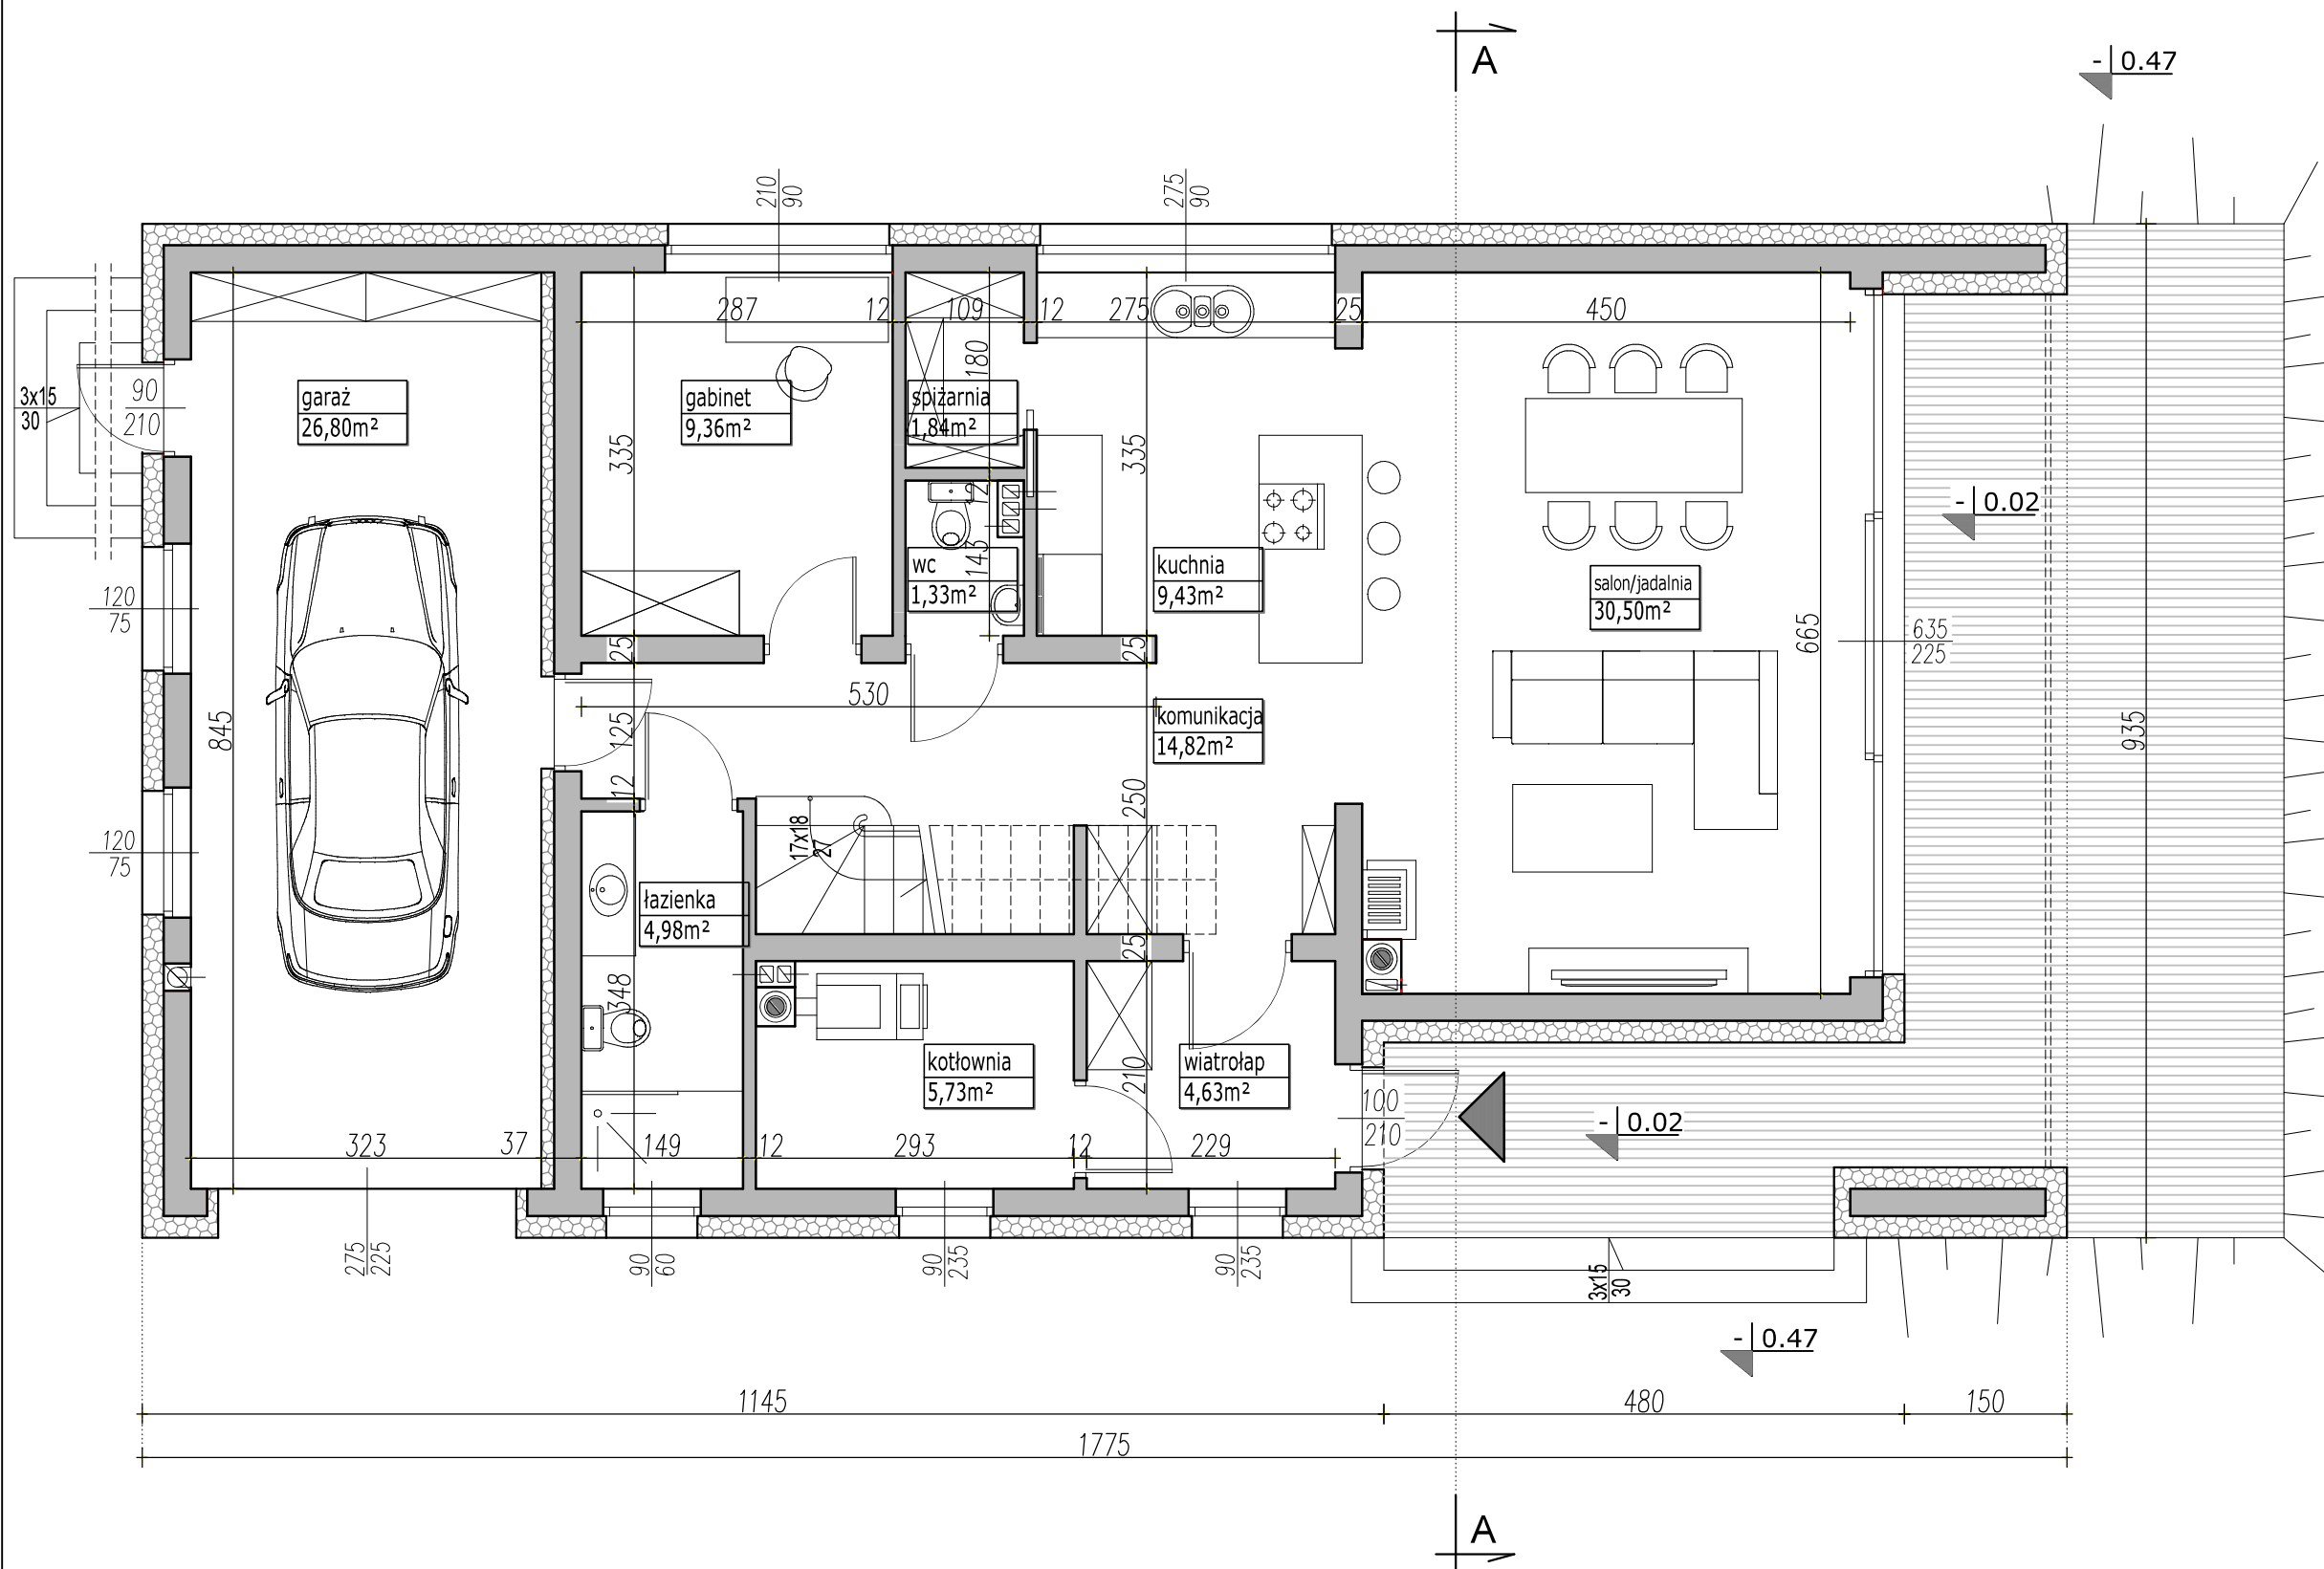 A
- 0.47
210
90
275
90
287
12
109
12
275
25
450
180
3x15
30
90
210
garaż
26,80m²
gabinet
9,36m²
spiżarnia
1,84m²
335
335
12
- 0.02
143
wc
1,33m²
kuchnia
9,43m²
salon/jadalnia
30,50m²
120
75
25
25
665
635
225
530
komunikacja
14,82m²
845
125
935
12
250
17x18
27
120
75
łazienka
4,98m²
25
348
kotłownia
5,73m²
210
wiatrołap
4,63m²
100
210
- 0.02
323
37
149
12
293
12
229
275
225
90
60
90
235
90
235
3x15
30
- 0.47
1145
480
150
1775
A